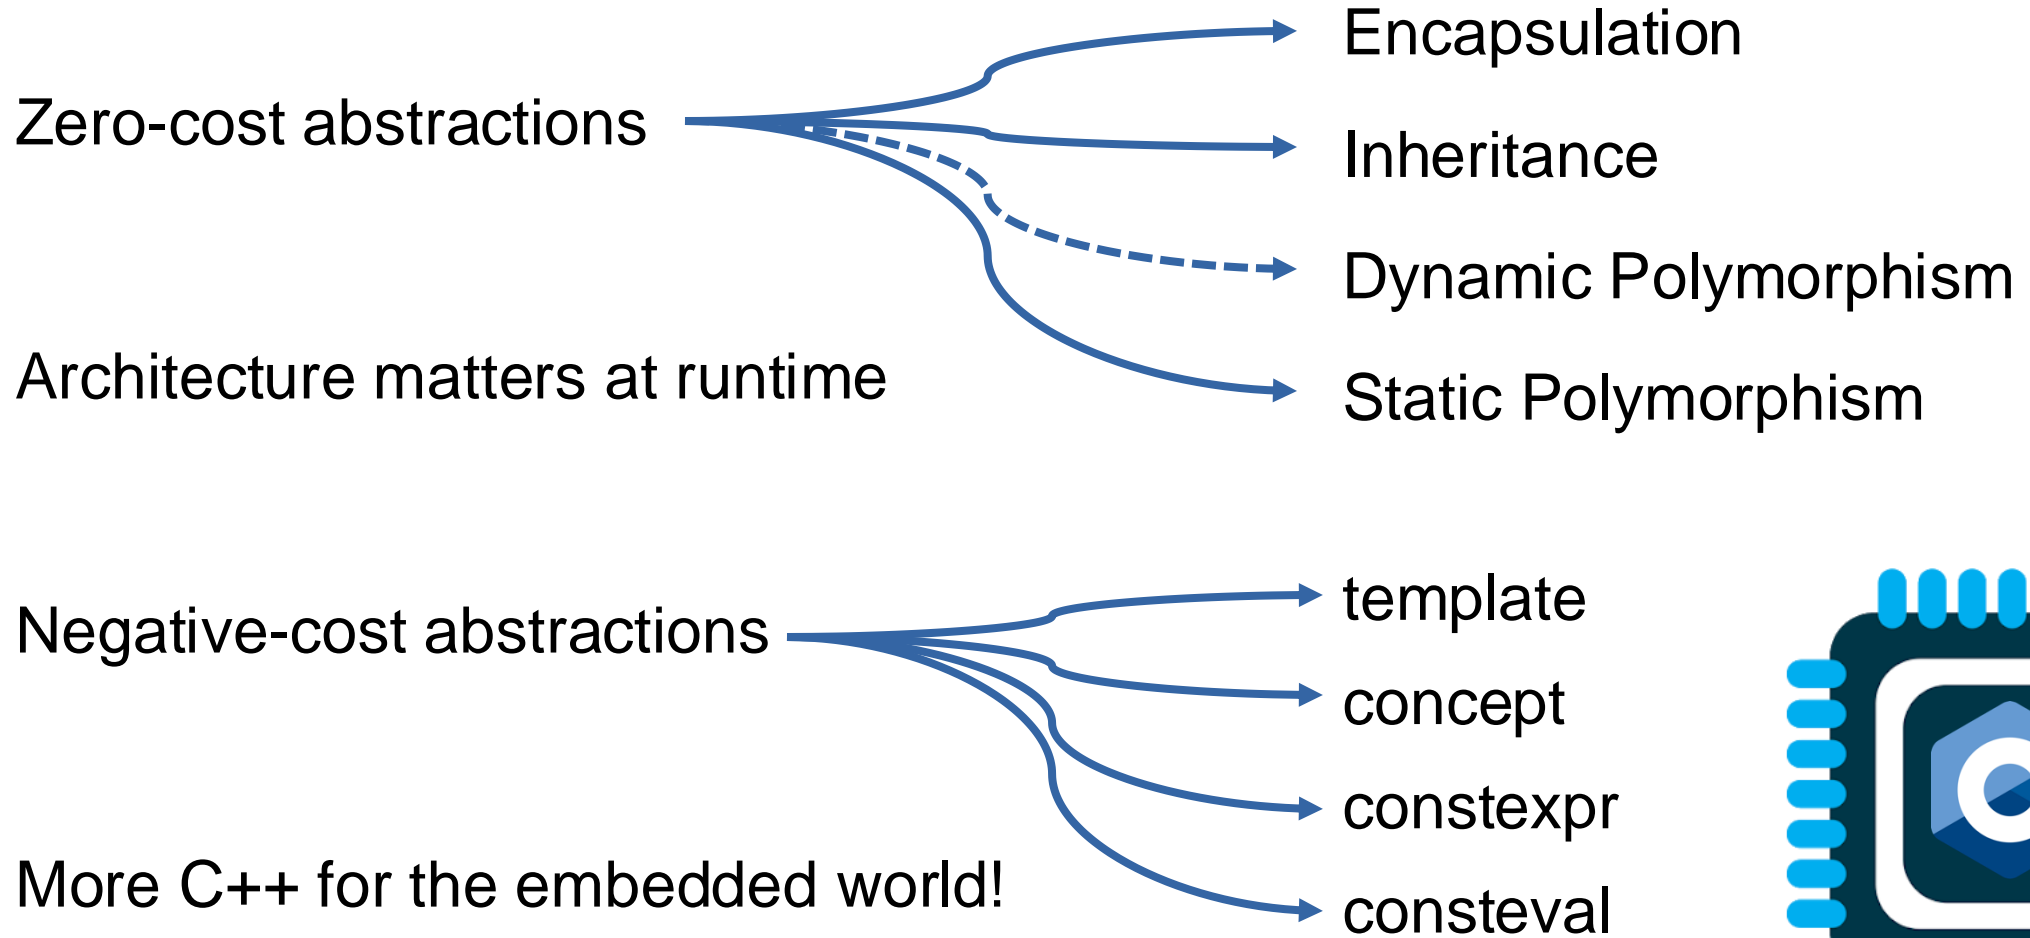 Zero-cost abstractions
Encapsulation
Inheritance
Dynamic Polymorphism
Static Polymorphism
Architecture matters at runtime
Negative-cost abstractions
template
concept
constexpr
consteval
More C++ for the embedded world!